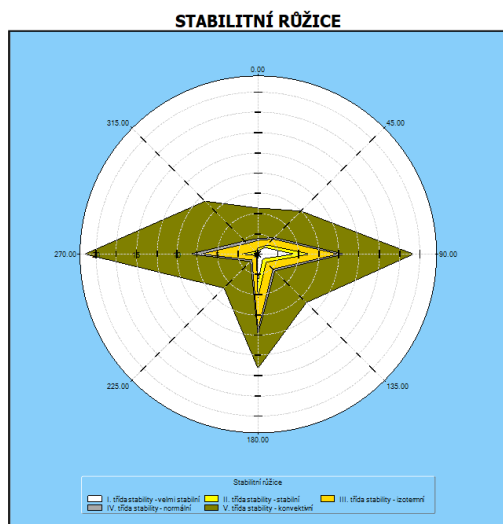 STABILITNÍ RŮŽICE
0.00
315.00
45.00
270.00
90.00
225.00
135.00
180.00
Stabilitní růžice
I. třída stability - velmi stabilní II. třída stability - stabilní III. třída stability - izotermní
IV. třída stability - normální V. třída stability - konvektivní